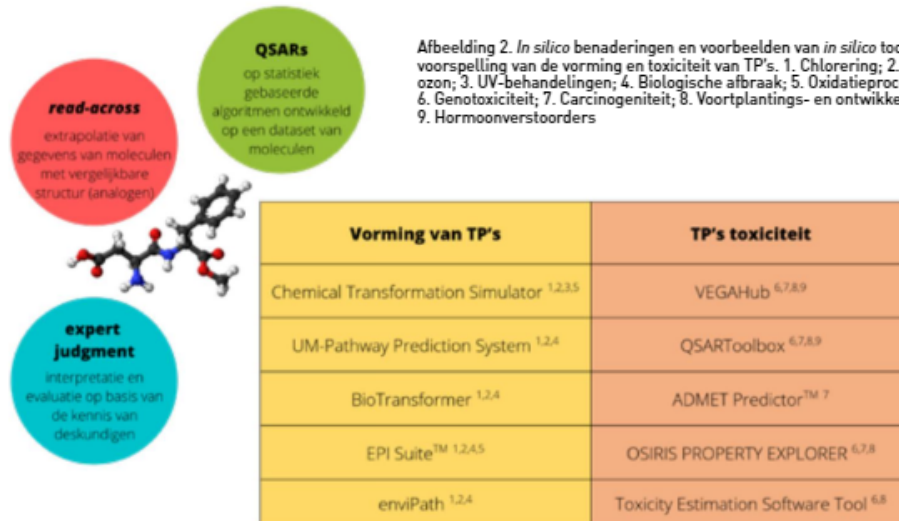 QSARs
op statistiek
gebaseerde
algoritmen ontwikkeld
op een dataset van
moleculen
read-across
extrapolatie van
gegevens van moleculen
met vergelijkbare
structur (analogen)
expert
judgment
interpretatie en
evaluatie op basis van
de kennis van
deskundigen
Afbeelding 2. In silico benaderingen en voorbeelden van in silico
voorspelling van de vorming en toxiciteit van TP's. 1. Chlorering; 2.
ozon; 3. UV-behandelingen; 4. Biologische afbraak; 5.
6. Genotoxiciteit; 7. Carcinogeniteit; 8. Voortplantings- en
9. Hormoonverstoorders
Vorming van TP's TP's toxiciteit
Chemical Transformation Simulator 1,2,3,5 VEGAHub 6,7,8,9
UM-Pathway Prediction System 1,2,4 QSARToolbox 6,7,8,9
BioTransformer 1,2,4 ADMET Predictor™ 7
EPI Suite™ 1,2,4,5 OSIRIS PROPERTY EXPLORER 6,7,8
enviPath 1,2,4 Toxicity Estimation Software Tool 6,8